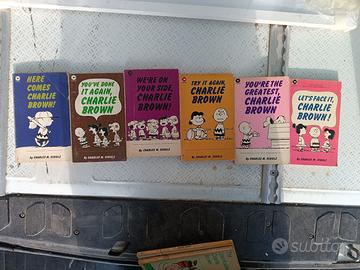 HERE
COMES
CHARLIE
BROWN!
By CHARLES M. SCHULZ
YOU'VE DONE
IT AGAIN,
CHARLIE
BROWN
By CHARLES M. SCHULZ
WE'RE ON
YOUR SIDE,
CHARLIE
BROWN!
By CHARLES M. SCHULZ
TRY IT AGAIN,
CHARLIE
BROWN
By CHARLES M. SCHULZ
YOU'RE THE
GREATEST,
CHARLIE
BROWN
By CHARLES M. SCHULZ
LET'S FACE IT,
CHARLIE
BROWN!
By CHARLES M. SCHULZ
subito